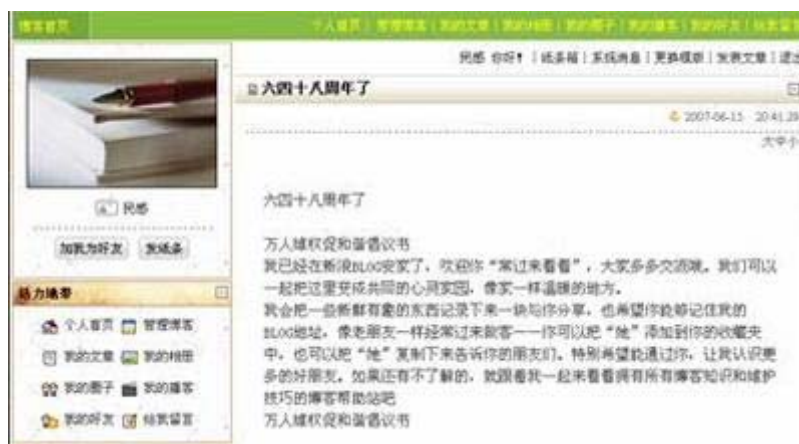 博客首页
个人首页 | 管理博客 | 我的文章 | 我的相册 | 我的圈子 | 我的播客 | 我的好友 | 给我留言
民感 你好！ | 纸条箱 | 系统消息 | 更换模版 | 发表文章 | 退出
六四十八周年了
2007-06-15 20:41:29
大中小
民感
加我为好友 发纸条
六四十八周年了
万人维权促和谐倡议书
我已经在新浪BLOG安家了，欢迎你“常过来看看”，大家多多交流哦。我们可以
一起把这里变成共同的心灵家园，像家一样温暖的地方。
我会把一些新鲜有趣的东西记录下来一块与你分享，也希望你能够记住我的
BLOG地址，像老朋友一样经常过来做客——你可以把“她”添加到你的收藏夹
中，也可以把“她”复制下来告诉你的朋友们。特别希望能通过你，让我认识更
多的好朋友。如果还有不了解的，就跟着我一起来看看拥有所有博客知识和维护
技巧的博客帮助站吧
万人维权促和谐倡议书
个人首页 管理博客
我的文章 我的相册
我的圈子 我的播客
我的好友 给我留言